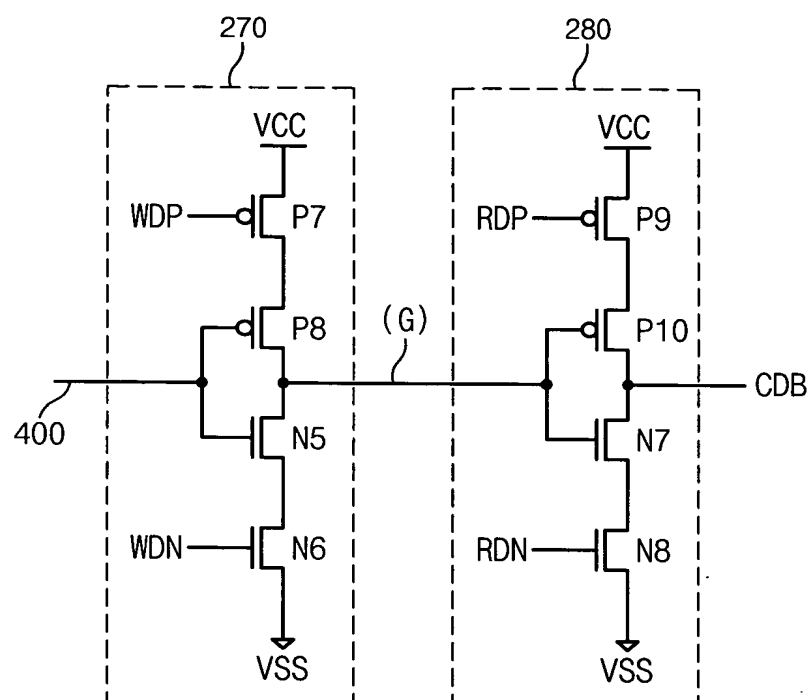 270
280
VCC
VCC
WDP
P7
RDP
P9
P8
(G)
P10
400
CDB
N5
N7
WDN
N6
RDN
N8
VSS
VSS